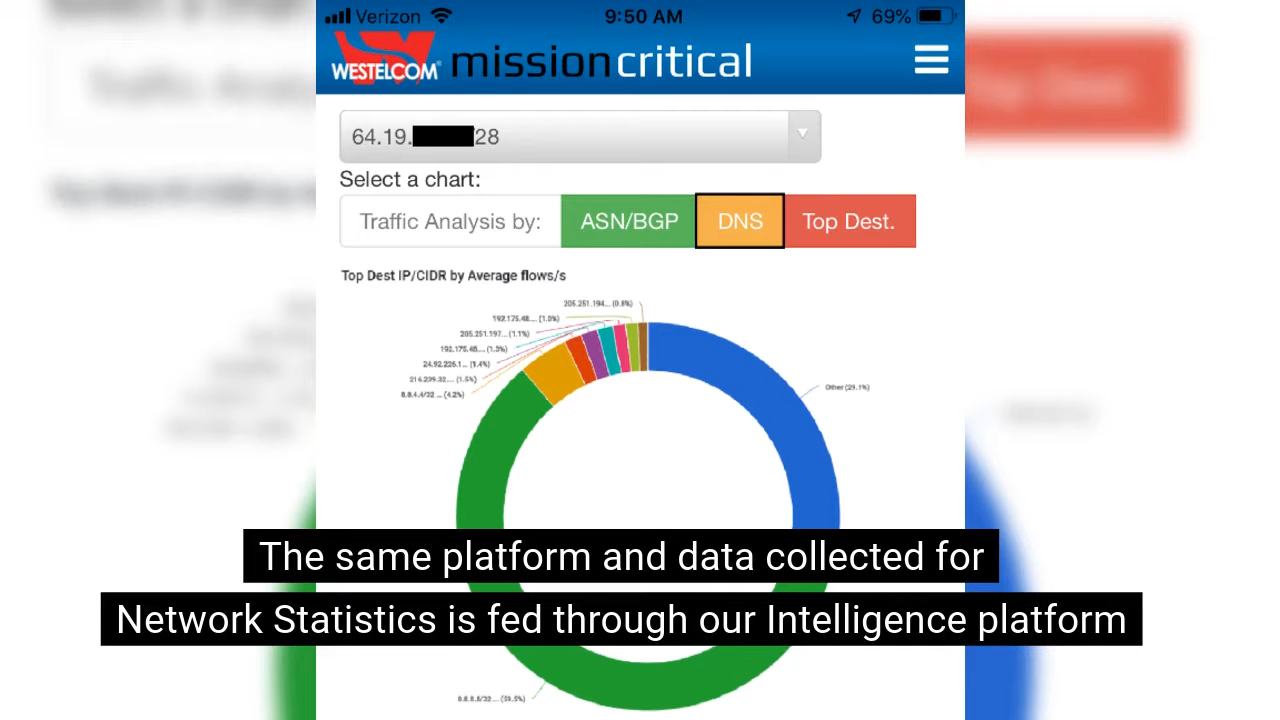 Verizon 9:50 AM 69%
WESTELCOM missioncritical
64.19. /28
Select a chart:
Traffic Analysis by: ASN/BGP DNS Top Dest.
Top Dest IP/CIDR by Average flows/s
205.251.194... (0.8%)
192.175.48... (1.0%)
205.251.197... (1.1%)
192.175.48.... (1.3%)
24.92.226.1... (1.4%)
216.239.32.... (1.5%)
8.8.4.4/32 ... (4.2%)
Other (29.1%)
The same platform and data collected for
Network Statistics is fed through our Intelligence platform
8.8.8.8/32 ... (59.5%)